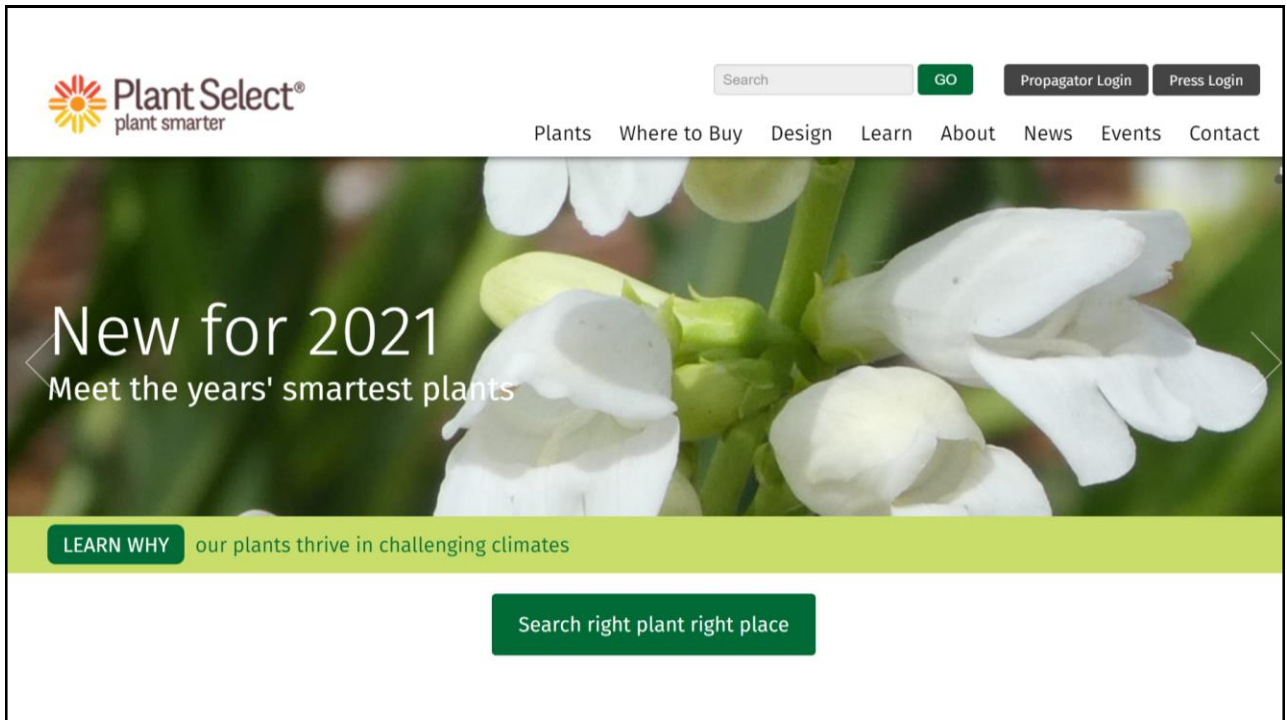 Plant Select®
plant smarter
Search
GO
Propagator Login
Press Login
Plants Where to Buy Design Learn About News Events Contact
New for 2021
Meet the years' smartest plants
LEARN WHY our plants thrive in challenging climates
Search right plant right place